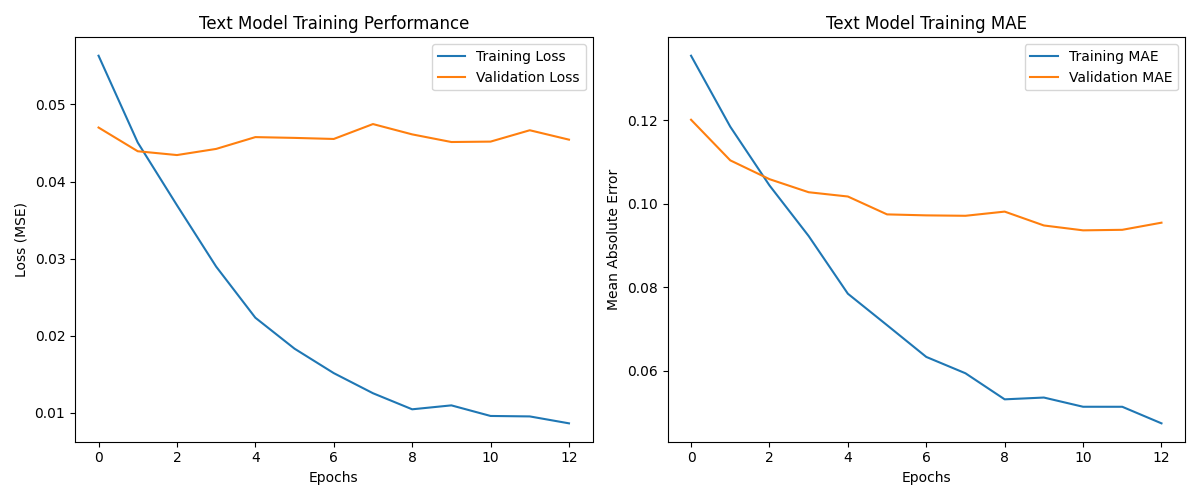 Text Model Training Performance
Training Loss
Validation Loss
0.05
0.04
0.03
0.02
0.01
Loss (MSE)
0 2 4 6 8 10 12
Epochs
Text Model Training MAE
Training MAE
Validation MAE
0.12
0.10
0.08
0.06
Mean Absolute Error
0 2 4 6 8 10 12
Epochs